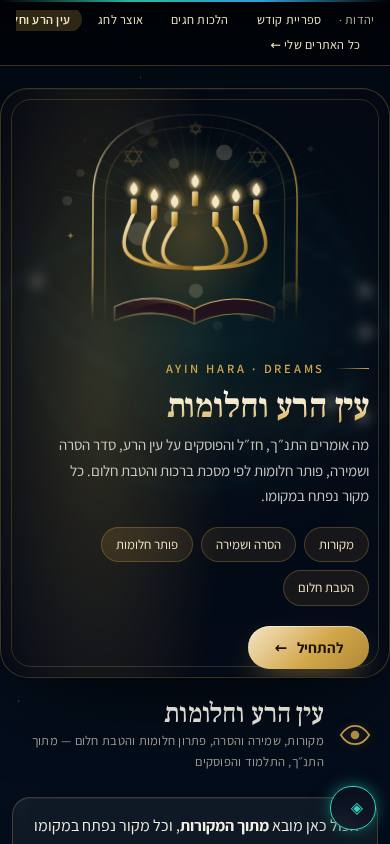 יהדות · ספריית קודש הלכות חגים אוצר לחג עין הרע
כל האתרים שלי ←
AYIN HARA · DREAMS
עין הרע וחלומות
מה אומרים התנ״ך, חז״ל והפוסקים על עין הרע, סדר הסרה
ושמירה, פותר חלומות לפי מסכת ברכות והטבת חלום. כל
מקור נפתח במקומו.
מקורות הסרה ושמירה פותר חלומות
הטבת חלום
להתחיל ←
עין הרע וחלומות
מקורות, שמירה והסרה, פתרון חלומות והטבת חלום — מתוך
התנ״ך, התלמוד והפוסקים
כאן מובא מתוך המקורות, וכל מקור נפתח במקומו